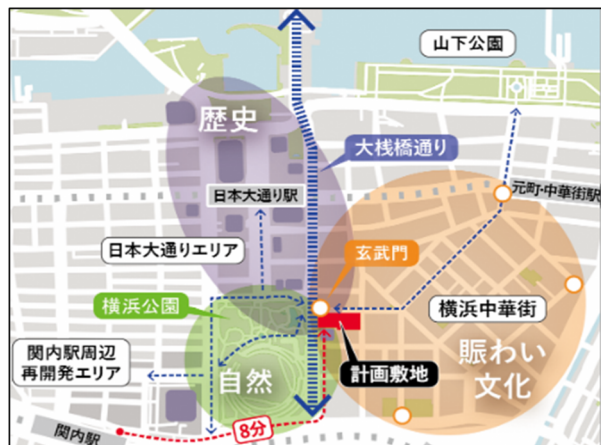 山下公園
歴史
大桟橋通り
日本大通り駅
元町・中華街駅
日本大通りエリア
玄武門
横浜公園
横浜中華街
関内駅周辺
再開発エリア
自然
計画敷地
賑わい
文化
8分
関内駅